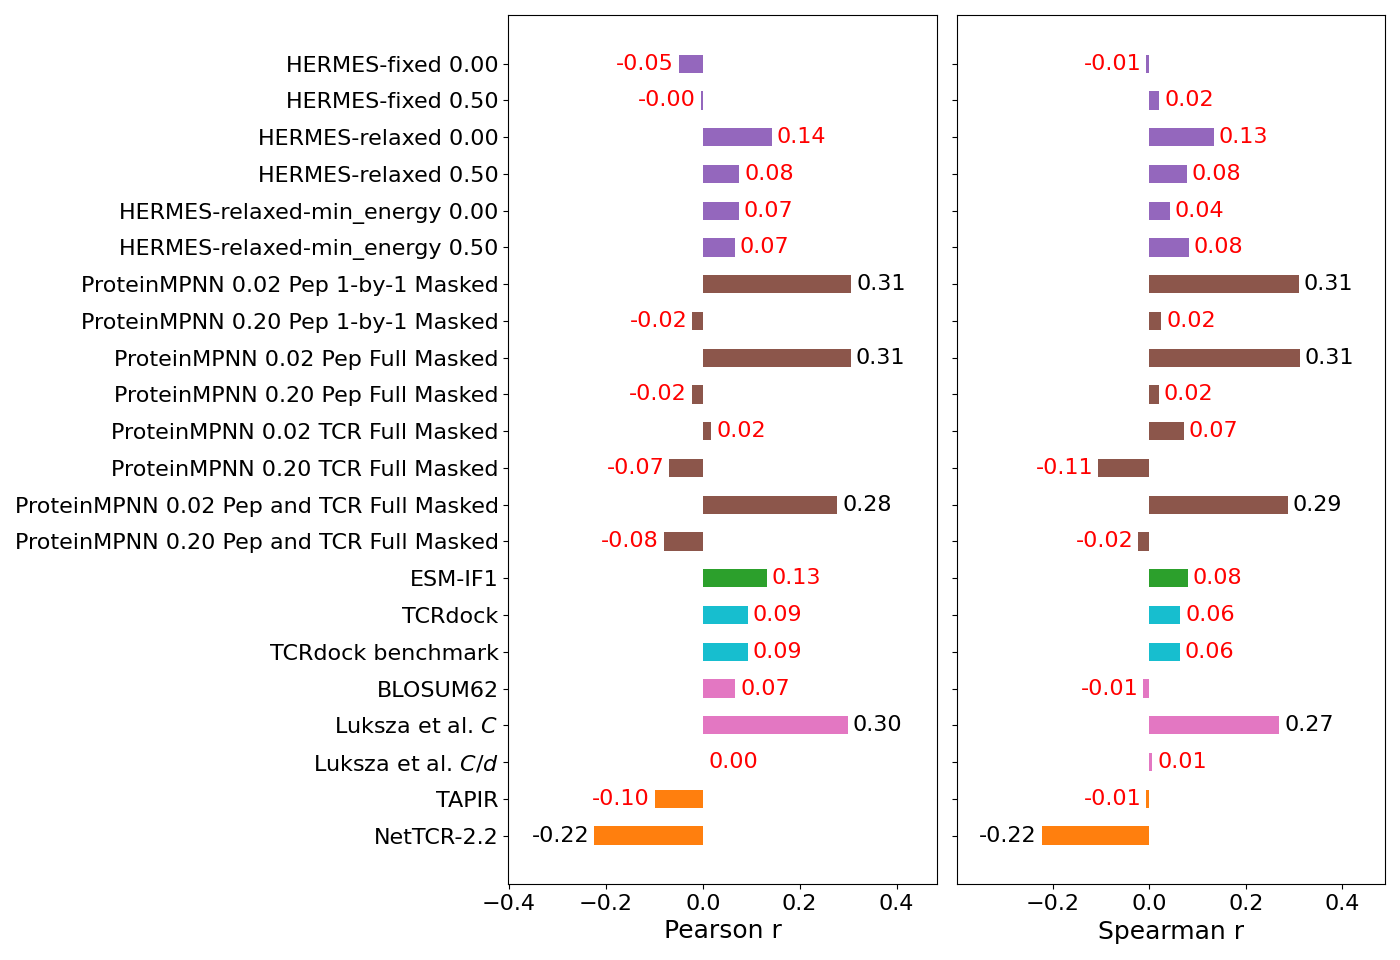 HERMES-fixed 0.00 -0.05 -0.01
HERMES-fixed 0.50 -0.00 0.02
HERMES-relaxed 0.00 0.14 0.13
HERMES-relaxed 0.50 0.08 0.08
HERMES-relaxed-min_energy 0.00 0.07 0.04
HERMES-relaxed-min_energy 0.50 0.07 0.08
ProteinMPNN 0.02 Pep 1-by-1 Masked 0.31 0.31
ProteinMPNN 0.20 Pep 1-by-1 Masked -0.02 0.02
ProteinMPNN 0.02 Pep Full Masked 0.31 0.31
ProteinMPNN 0.20 Pep Full Masked -0.02 0.02
ProteinMPNN 0.02 TCR Full Masked 0.02 0.07
ProteinMPNN 0.20 TCR Full Masked -0.07 -0.11
ProteinMPNN 0.02 Pep and TCR Full Masked 0.28 0.29
ProteinMPNN 0.20 Pep and TCR Full Masked -0.08 -0.02
ESM-IF1 0.13 0.08
TCRdock 0.09 0.06
TCRdock benchmark 0.09 0.06
BLOSUM62 0.07 -0.01
Luksza et al. C 0.30 0.27
Luksza et al. C/d 0.00 0.01
TAPIR -0.10 -0.01
NetTCR-2.2 -0.22 -0.22
−0.4 −0.2 0.0 0.2 0.4 −0.2 0.0 0.2 0.4
Pearson r Spearman r